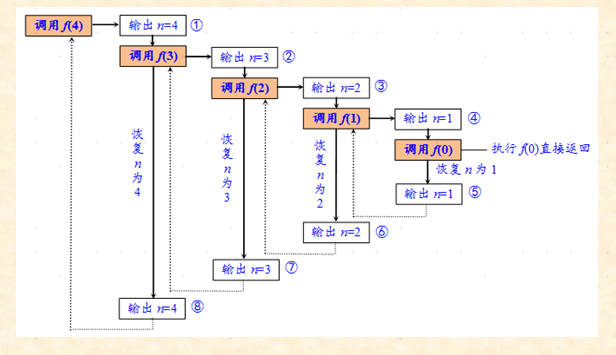 调用 f(4)
输出 n=4
①
调用 f(3)
输出 n=3
②
调用 f(2)
输出 n=2
③
调用 f(1)
输出 n=1
④
调用 f(0)
执行 f(0)直接返回
恢复 n 为 1
恢复 n 为 4
恢复 n 为 3
恢复 n 为 2
输出 n=1
⑤
输出 n=2
⑥
输出 n=3
⑦
输出 n=4
⑧